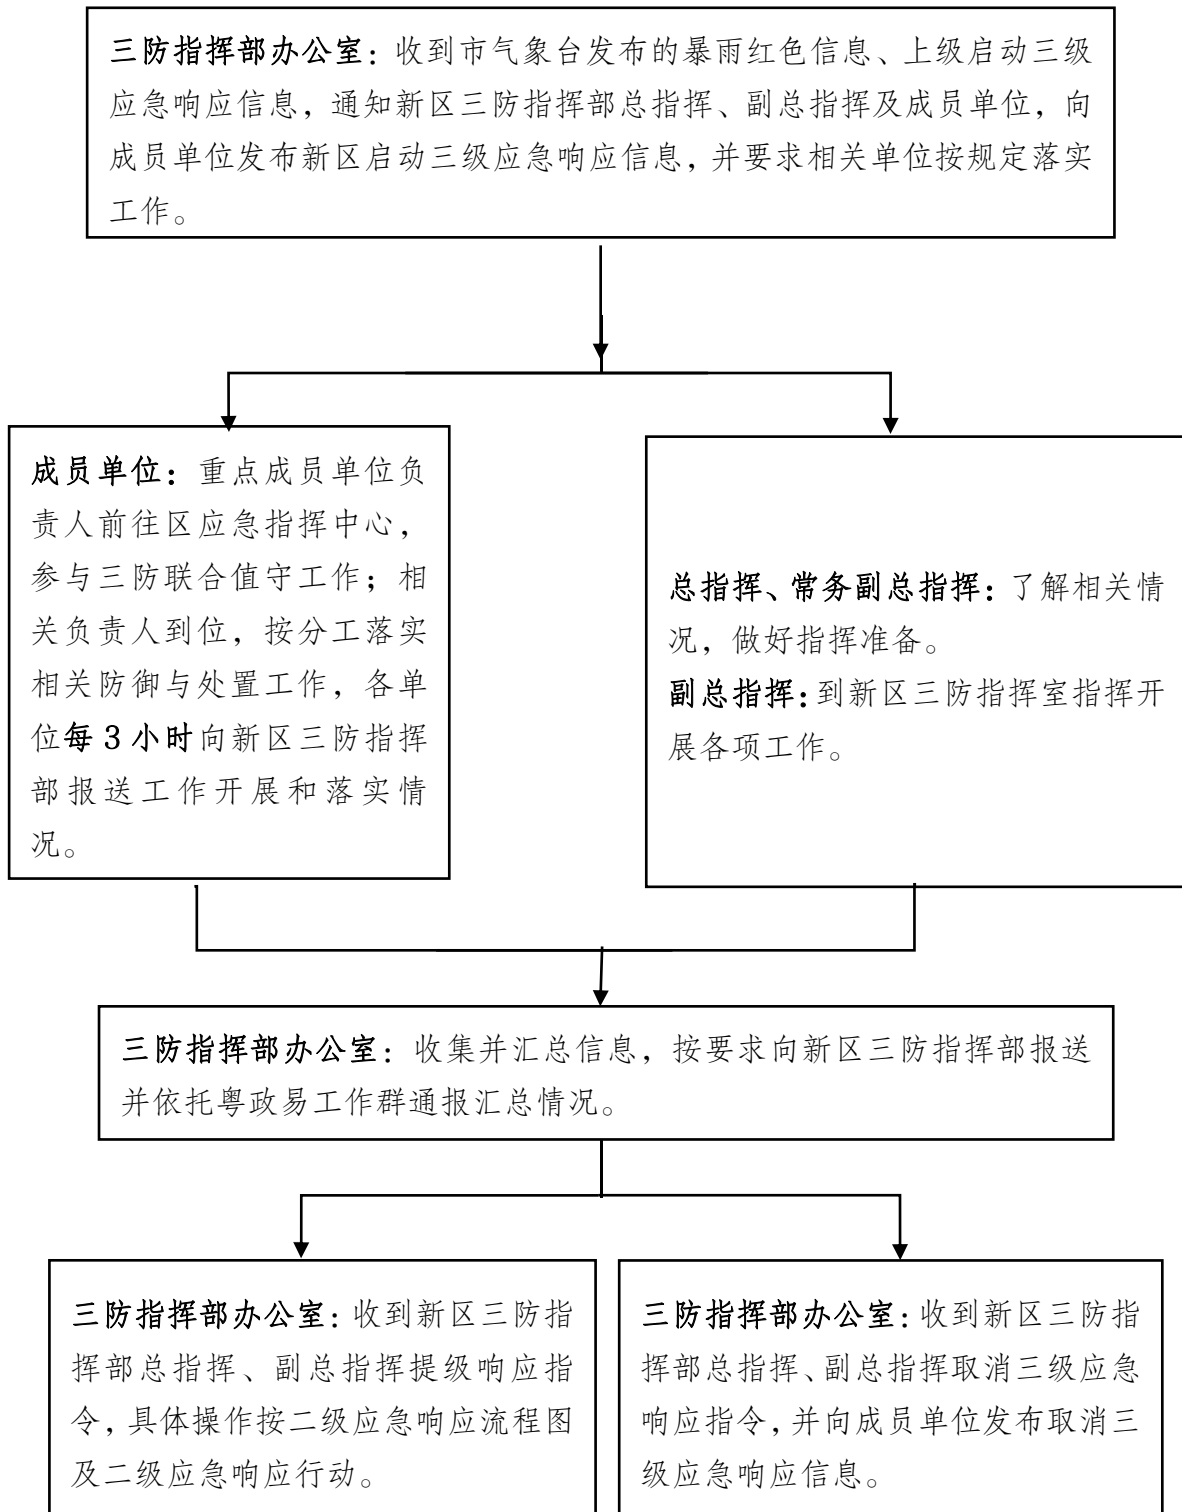 三防指挥部办公室：收到市气象台发布的暴雨红色信息、上级启动三级
应急响应信息，通知新区三防指挥部总指挥、副总指挥及成员单位，向
成员单位发布新区启动三级应急响应信息，并要求相关单位按规定落实
工作。
成员单位：重点成员单位负
责人前往区应急指挥中心，
参与三防联合值守工作；相
关负责人到位，按分工落实
相关防御与处置工作，各单
位每 3 小时向新区三防指挥
部报送工作开展和落实情
况。
总指挥、常务副总指挥：了解相关情
况，做好指挥准备。
副总指挥：到新区三防指挥室指挥开
展各项工作。
三防指挥部办公室：收集并汇总信息，按要求向新区三防指挥部报送
并依托粤政易工作群通报汇总情况。
三防指挥部办公室：收到新区三防指
挥部总指挥、副总指挥提级响应指
令，具体操作按二级应急响应流程图
及二级应急响应行动。
三防指挥部办公室：收到新区三防指
挥部总指挥、副总指挥取消三级应急
响应指令，并向成员单位发布取消三
级应急响应信息。